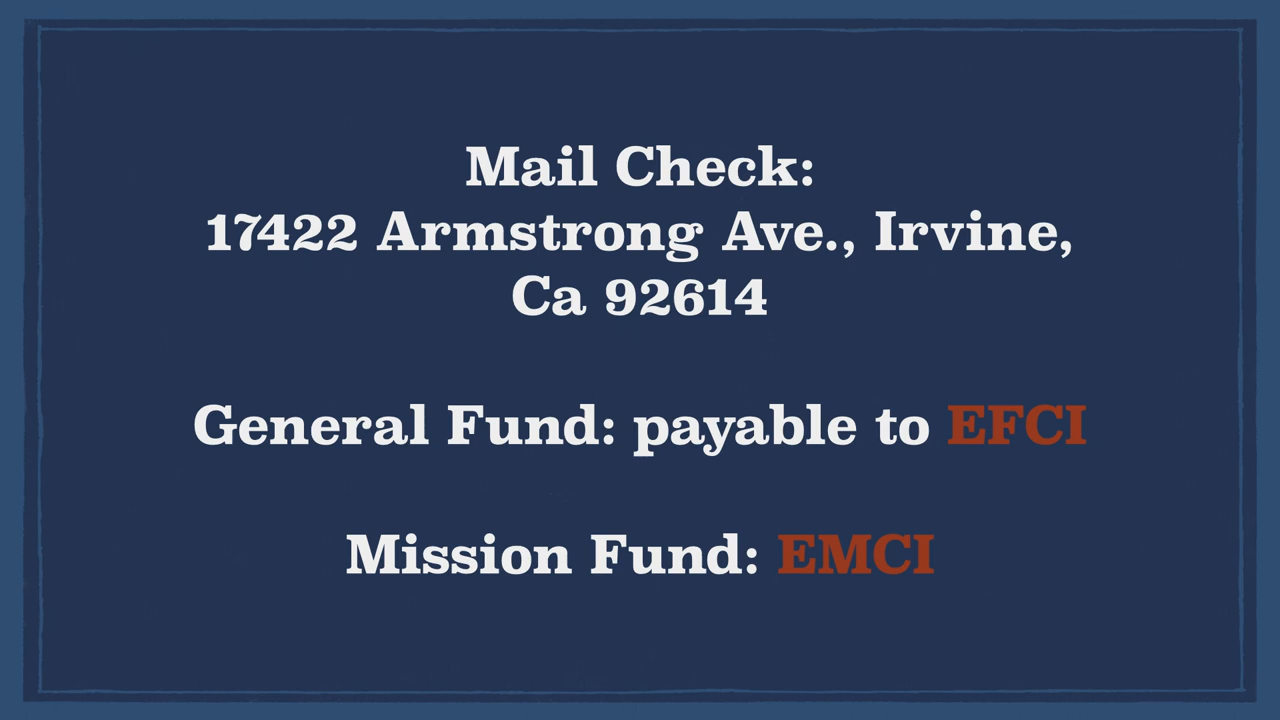 Mail Check:
17422 Armstrong Ave., Irvine,
Ca 92614
General Fund: payable to EFCI
Mission Fund: EMCI